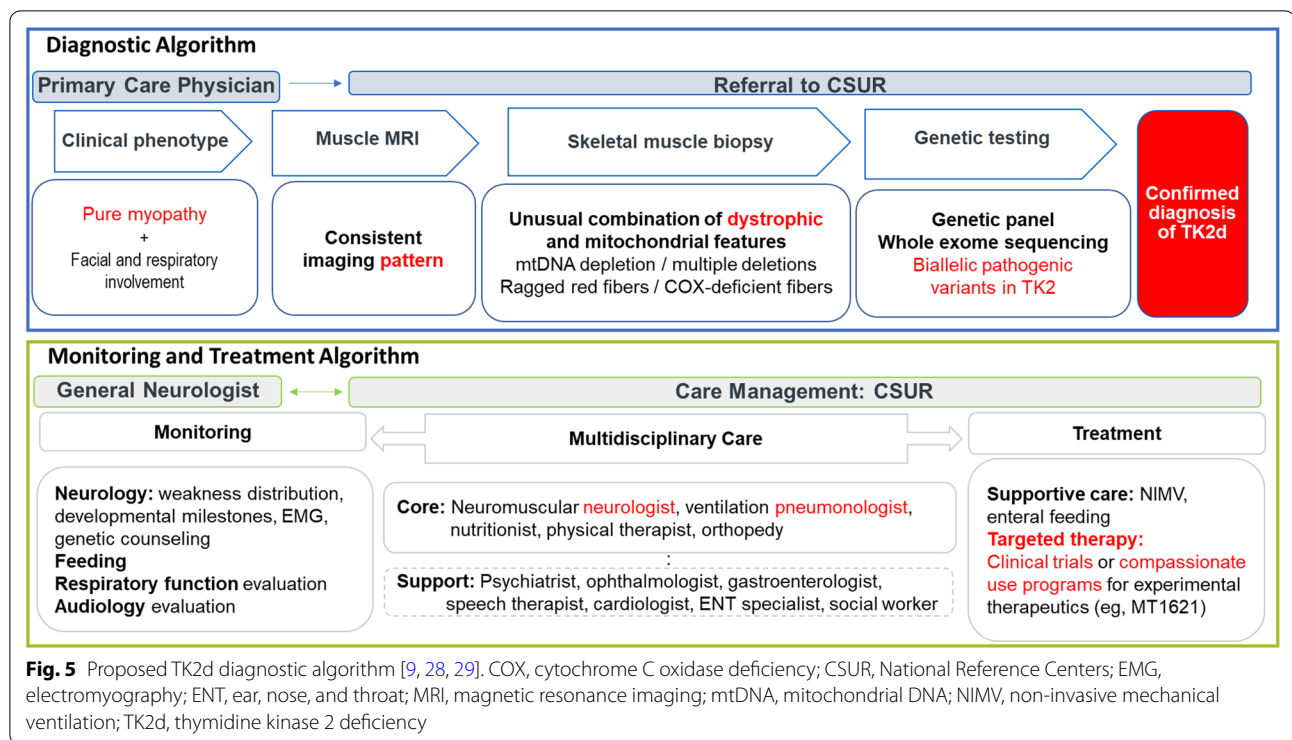 Diagnostic Algorithm
Primary Care Physician
Referral to CSUR
Clinical phenotype
Muscle MRI
Skeletal muscle biopsy
Genetic testing
Pure myopathy
+
Facial and respiratory
involvement
Consistent
imaging pattern
Unusual combination of dystrophic
and mitochondrial features
mtDNA depletion / multiple deletions
Ragged red fibers / COX-deficient fibers
Genetic panel
Whole exome sequencing
Biallelic pathogenic
variants in TK2
Confirmed
diagnosis
of TK2d
Monitoring and Treatment Algorithm
General Neurologist
Care Management: CSUR
Monitoring
Multidisciplinary Care
Treatment
Neurology: weakness distribution,
developmental milestones, EMG,
genetic counseling
Feeding
Respiratory function evaluation
Audiology evaluation
Core: Neuromuscular neurologist, ventilation pneumonologist,
nutritionist, physical therapist, orthopedy
:
Support: Psychiatrist, ophthalmologist, gastroenterologist,
speech therapist, cardiologist, ENT specialist, social worker
Supportive care: NIMV,
enteral feeding
Targeted therapy:
Clinical trials or compassionate
use programs for experimental
therapeutics (eg, MT1621)
Fig. 5 Proposed TK2d diagnostic algorithm [9, 28, 29]. COX, cytochrome C oxidase deficiency; CSUR, National Reference Centers; EMG,
electromyography; ENT, ear, nose, and throat; MRI, magnetic resonance imaging; mtDNA, mitochondrial DNA; NIMV, non-invasive mechanical
ventilation; TK2d, thymidine kinase 2 deficiency